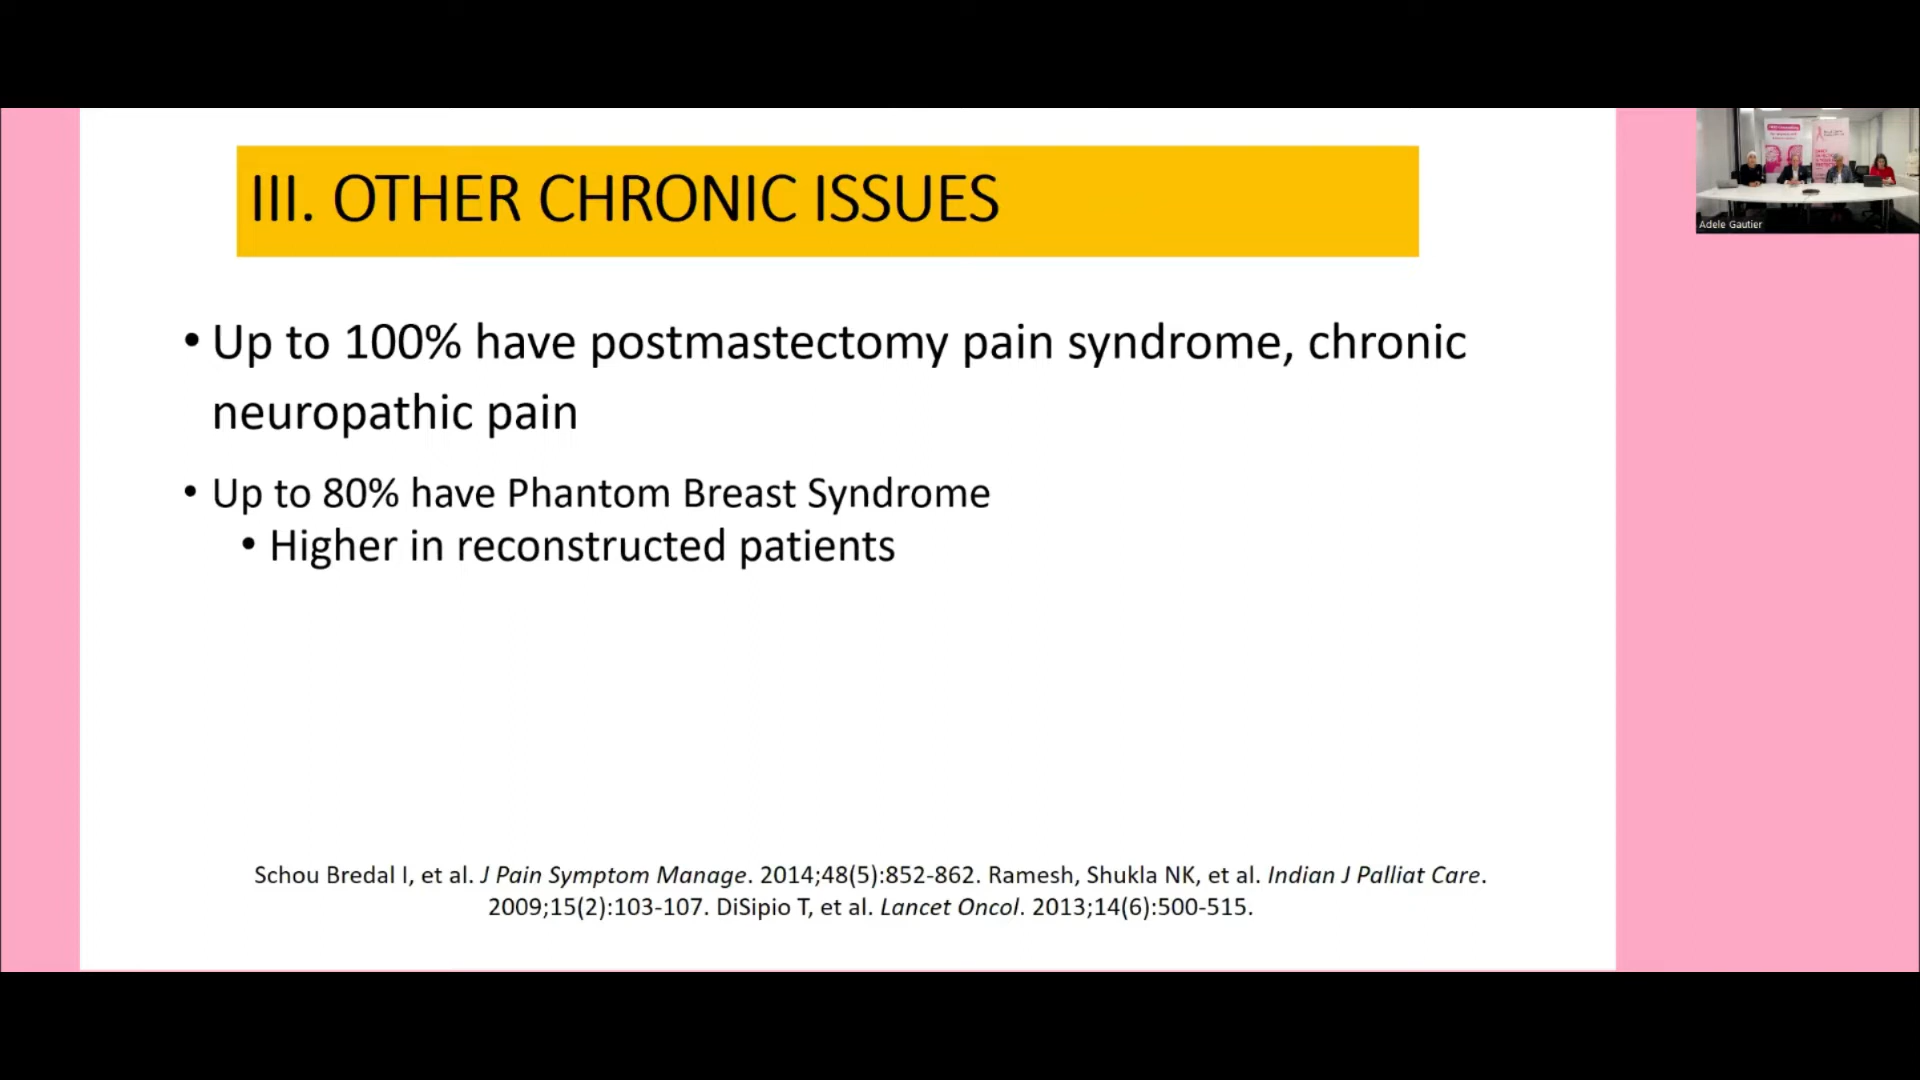 III. OTHER CHRONIC ISSUES
• Up to 100% have postmastectomy pain syndrome, chronic
neuropathic pain
• Up to 80% have Phantom Breast Syndrome
• Higher in reconstructed patients
Schou Bredal I, et al. J Pain Symptom Manage. 2014;48(5):852-862. Ramesh, Shukla NK, et al. Indian J Palliat Care.
2009;15(2):103-107. DiSipio T, et al. Lancet Oncol. 2013;14(6):500-515.
Adele Gautier